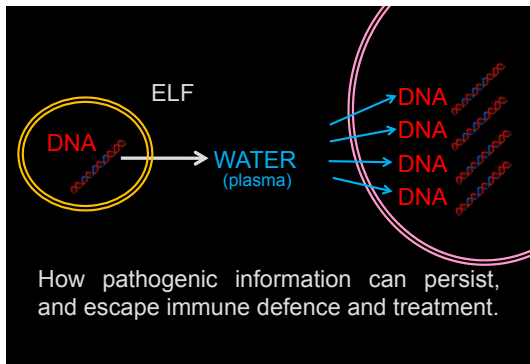 ELF
DNA
WATER
(plasma)
DNA
DNA
DNA
DNA
How pathogenic information can persist,
and escape immune defence and treatment.